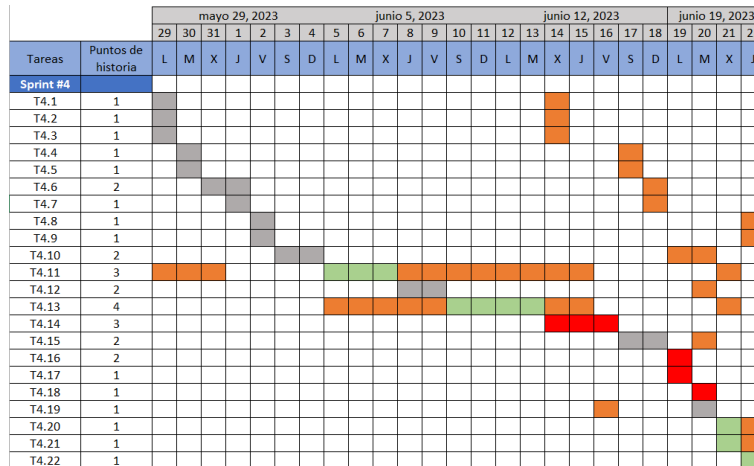 mayo 29, 2023 junio 5, 2023 junio 12, 2023 junio 19, 2023
29 30 31 1 2 3 4 5 6 7 8 9 10 11 12 13 14 15 16 17 18 19 20 21
Tareas Puntos de historia L M X J V S D L M X J V S D L M X J V S D L M X J
Sprint #4
T4.1 1
T4.2 1
T4.3 1
T4.4 1
T4.5 1
T4.6 2
T4.7 1
T4.8 1
T4.9 1
T4.10 2
T4.11 3
T4.12 2
T4.13 4
T4.14 3
T4.15 2
T4.16 2
T4.17 1
T4.18 1
T4.19 1
T4.20 1
T4.21 1
T4.22 1